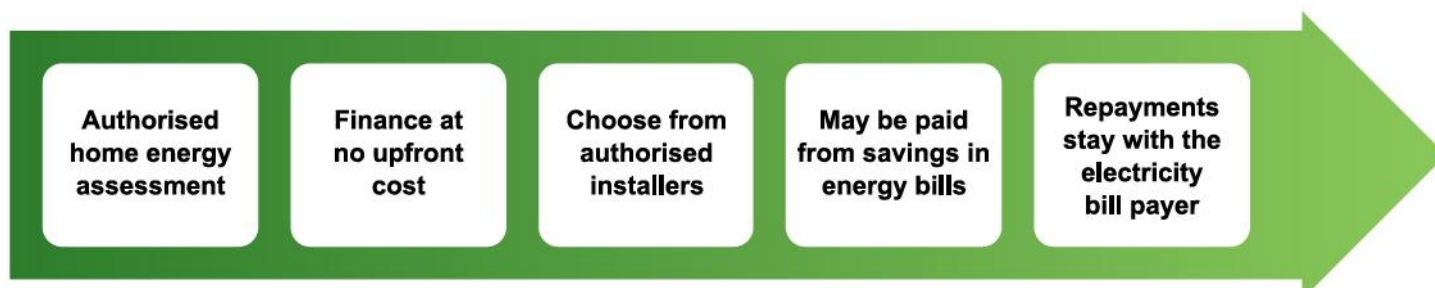 Authorised
home energy
assessment
Finance at
no upfront
cost
Choose from
authorised
installers
May be paid
from savings in
energy bills
Repayments
stay with the
electricity
bill payer